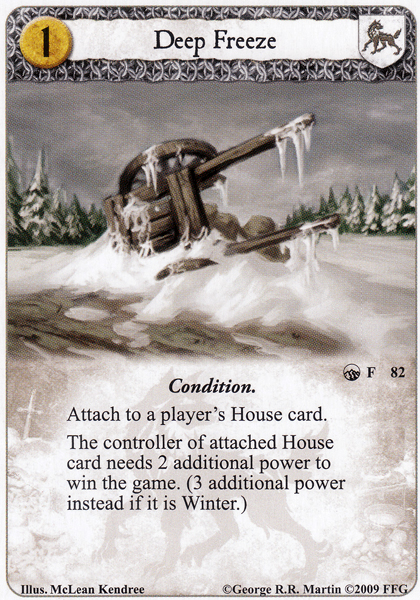 1
Deep Freeze
F 82
Condition.
Attach to a player's House card.
The controller of attached House
card needs 2 additional power to
win the game. (3 additional power
instead if it is Winter.)
Illus. McLean Kendree ©George R.R. Martin ©2009 FFG